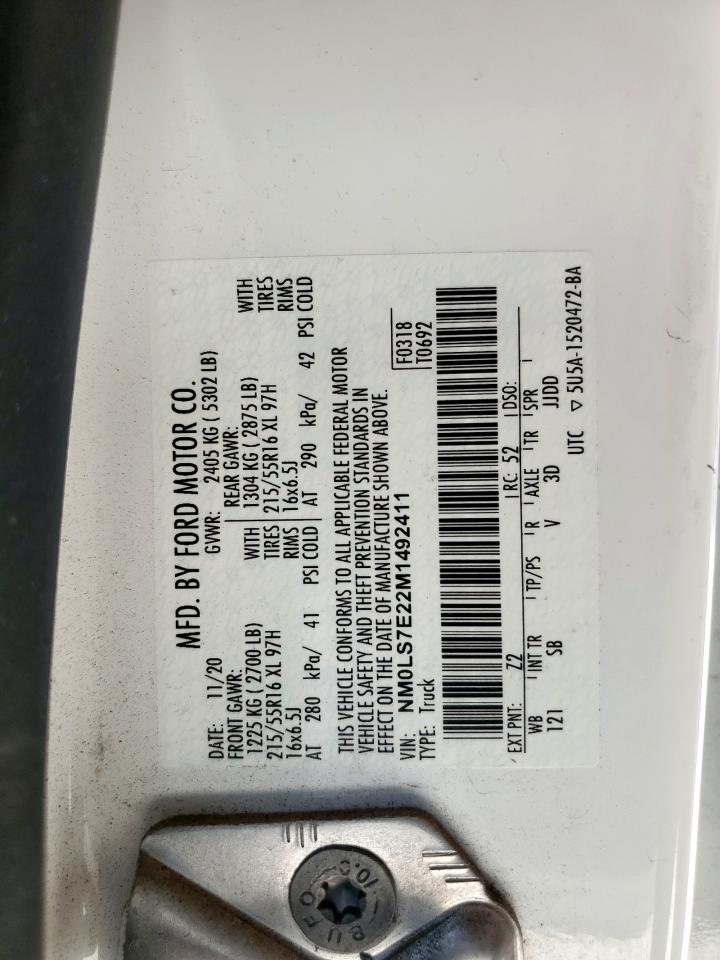 MFD. BY FORD MOTOR CO.
DATE: 11/20 GVWR: 2405 KG ( 5302 LB)
FRONT GAWR: REAR GAWR:
1225 KG ( 2700 LB) WITH 1304 KG ( 2875 LB) WITH
215/55R16 XL 97H TIRES 215/55R16 XL 97H TIRES
16x6.5J RIMS 16x6.5J RIMS
AT 280 kPa/ 41 PSI COLD AT 290 kPa/ 42 PSI COLD
THIS VEHICLE CONFORMS TO ALL APPLICABLE FEDERAL MOTOR
VEHICLE SAFETY AND THEFT PREVENTION STANDARDS IN
EFFECT ON THE DATE OF MANUFACTURE SHOWN ABOVE.
VIN: NM0LS7E22M1492411 F0318
TYPE: Truck T0692
EXT PNT: Z2 RC: 52 DSO:
WB INT TR TP/PS R AXLE TR SPR
121 SB V 3D JJDD
UTC ▽ 5U5A-1520472-BA
BUFO 10.